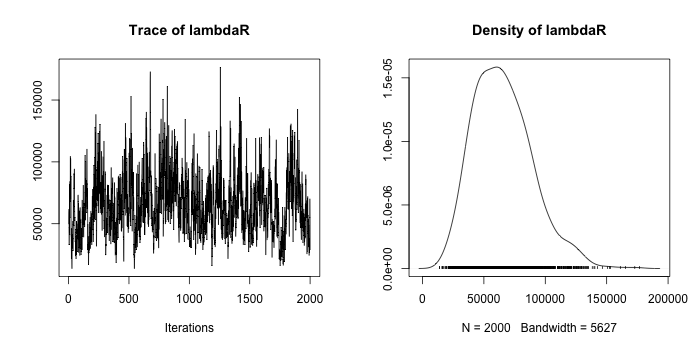 Trace of lambdaR
50000
100000
150000
0
500
1000
1500
2000
Iterations
Density of lambdaR
0.0e+00
5.0e-06
1.0e-05
1.5e-05
0
50000
100000
150000
200000
N = 2000   Bandwidth = 5627